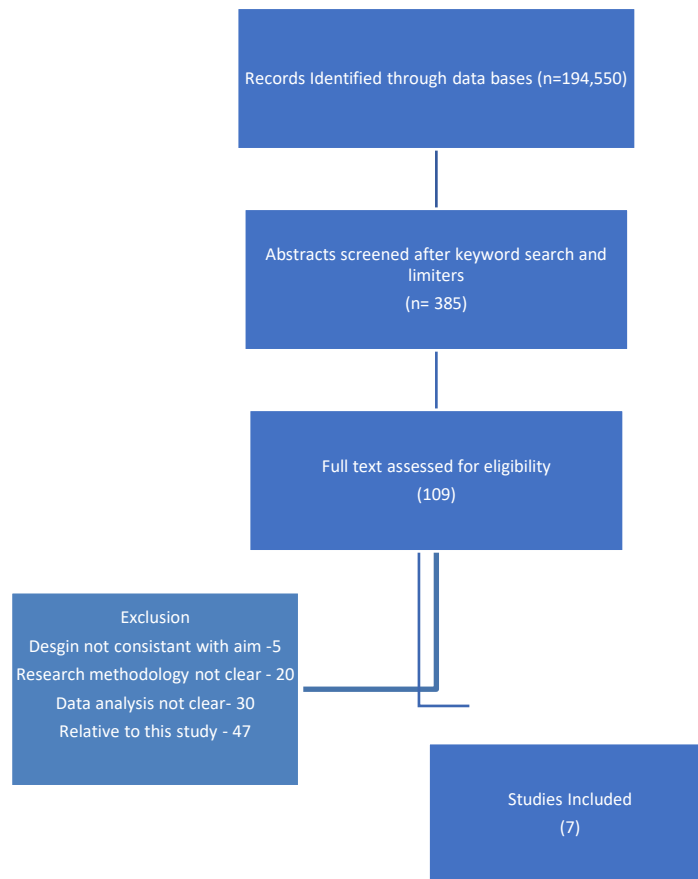 Records Identified through data bases (n=194,550)
Abstracts screened after keyword search and
limiters
(n= 385)
Full text assessed for eligibility
(109)
Exclusion
Desgin not consistant with aim -5
Research methodology not clear - 20
Data analysis not clear- 30
Relative to this study - 47
Studies Included
(7)